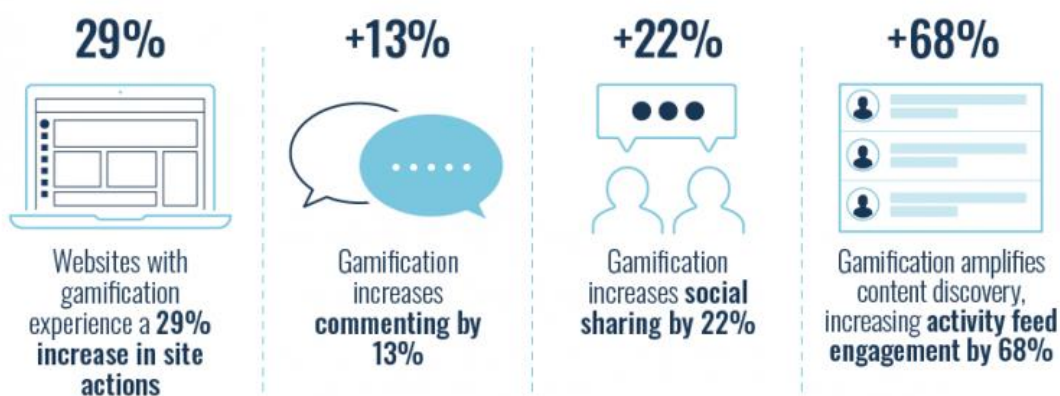 29%
Websites with
gamification
experience a 29%
increase in site
actions
+13%
Gamification
increases
commenting by
13%
+22%
Gamification
increases social
sharing by 22%
+68%
Gamification amplifies
content discovery,
increasing activity feed
engagement by 68%